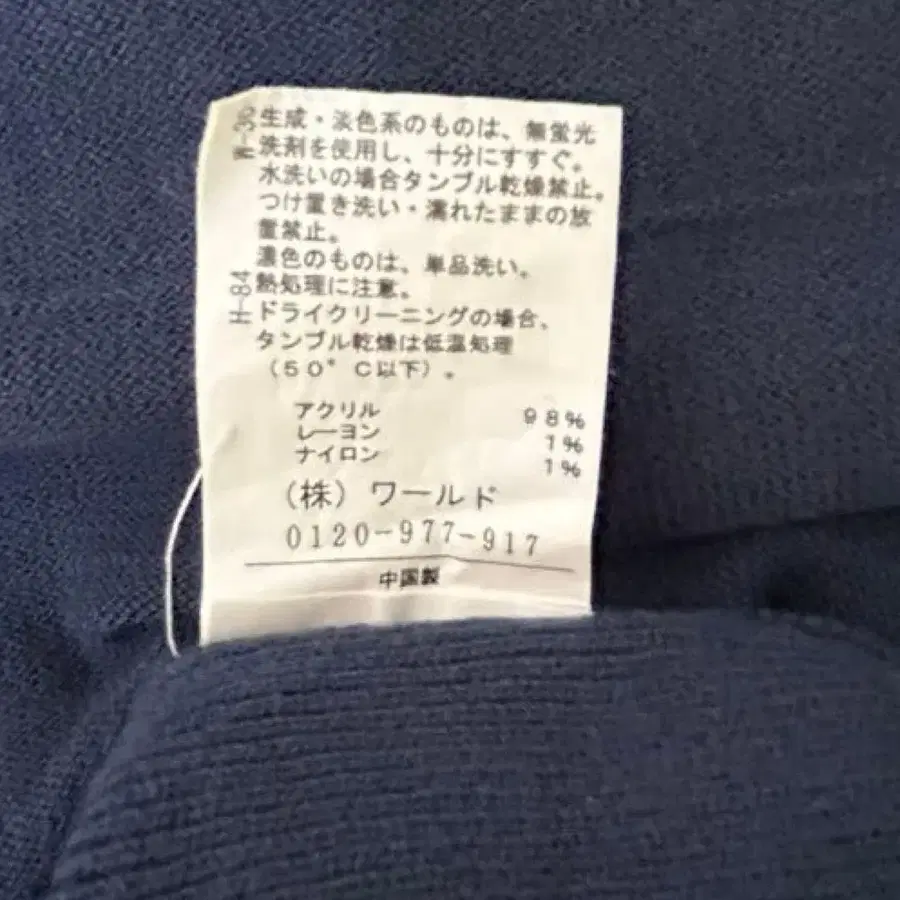 生成・淡色系のものは、無蛍光
洗剤を使用し、十分にすすぐ。
水洗いの場合タンブル乾燥禁止。
つけ置き洗い・濡れたままの放
置禁止。
濃色のものは、単品洗い。
熱処理に注意。
ドライクリーニングの場合、
タンブル乾燥は低温処理
（50°C以下）。
アクリル 98%
レーヨン 1%
ナイロン 1%
（株）ワールド
0120-977-917
中国製
H-84